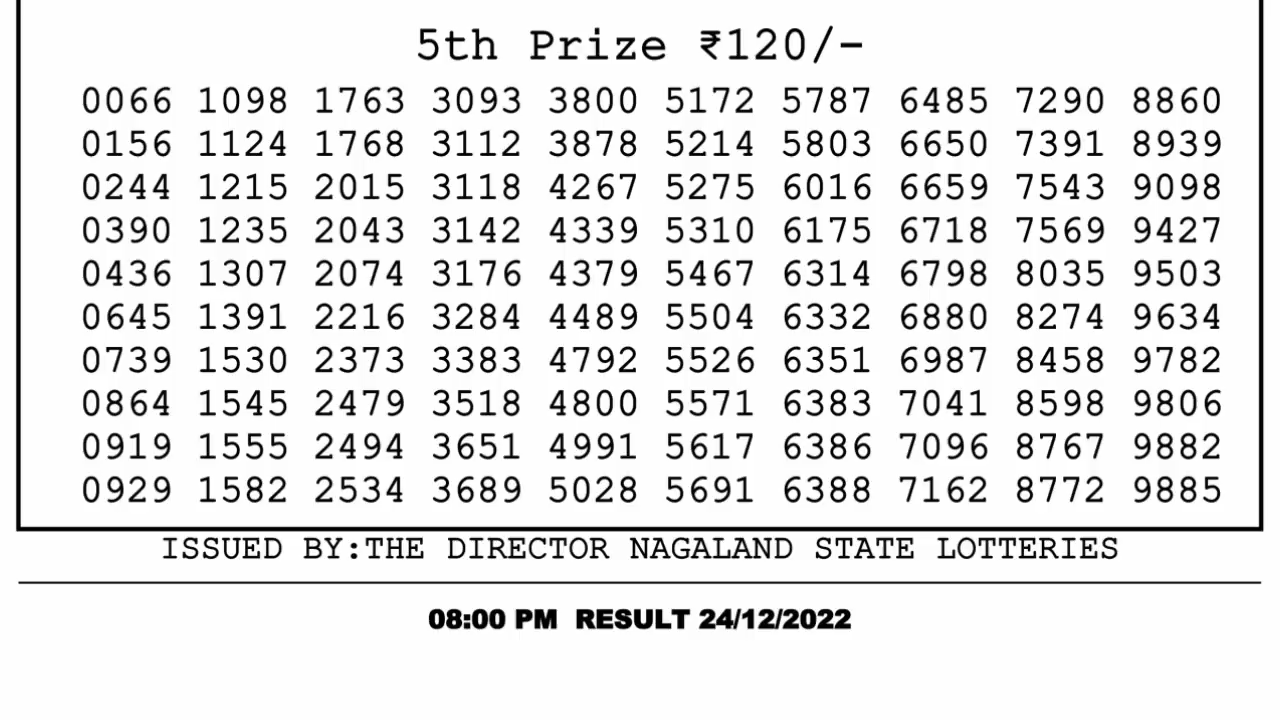 5th Prize ₹120/-
0066 1098 1763 3093 3800 5172 5787 6485 7290 8860
0156 1124 1768 3112 3878 5214 5803 6650 7391 8939
0244 1215 2015 3118 4267 5275 6016 6659 7543 9098
0390 1235 2043 3142 4339 5310 6175 6718 7569 9427
0436 1307 2074 3176 4379 5467 6314 6798 8035 9503
0645 1391 2216 3284 4489 5504 6332 6880 8274 9634
0739 1530 2373 3383 4792 5526 6351 6987 8458 9782
0864 1545 2479 3518 4800 5571 6383 7041 8598 9806
0919 1555 2494 3651 4991 5617 6386 7096 8767 9882
0929 1582 2534 3689 5028 5691 6388 7162 8772 9885
ISSUED BY:THE DIRECTOR NAGALAND STATE LOTTERIES
08:00 PM RESULT 24/12/2022